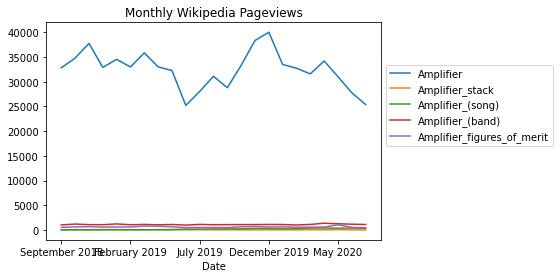 Monthly Wikipedia Pageviews
40000
35000
30000
25000
20000
15000
10000
5000
0
Amplifier
Amplifier_stack
Amplifier_(song)
Amplifier_(band)
Amplifier_figures_of_merit
September 2018 February 2019 July 2019 December 2019 May 2020
Date